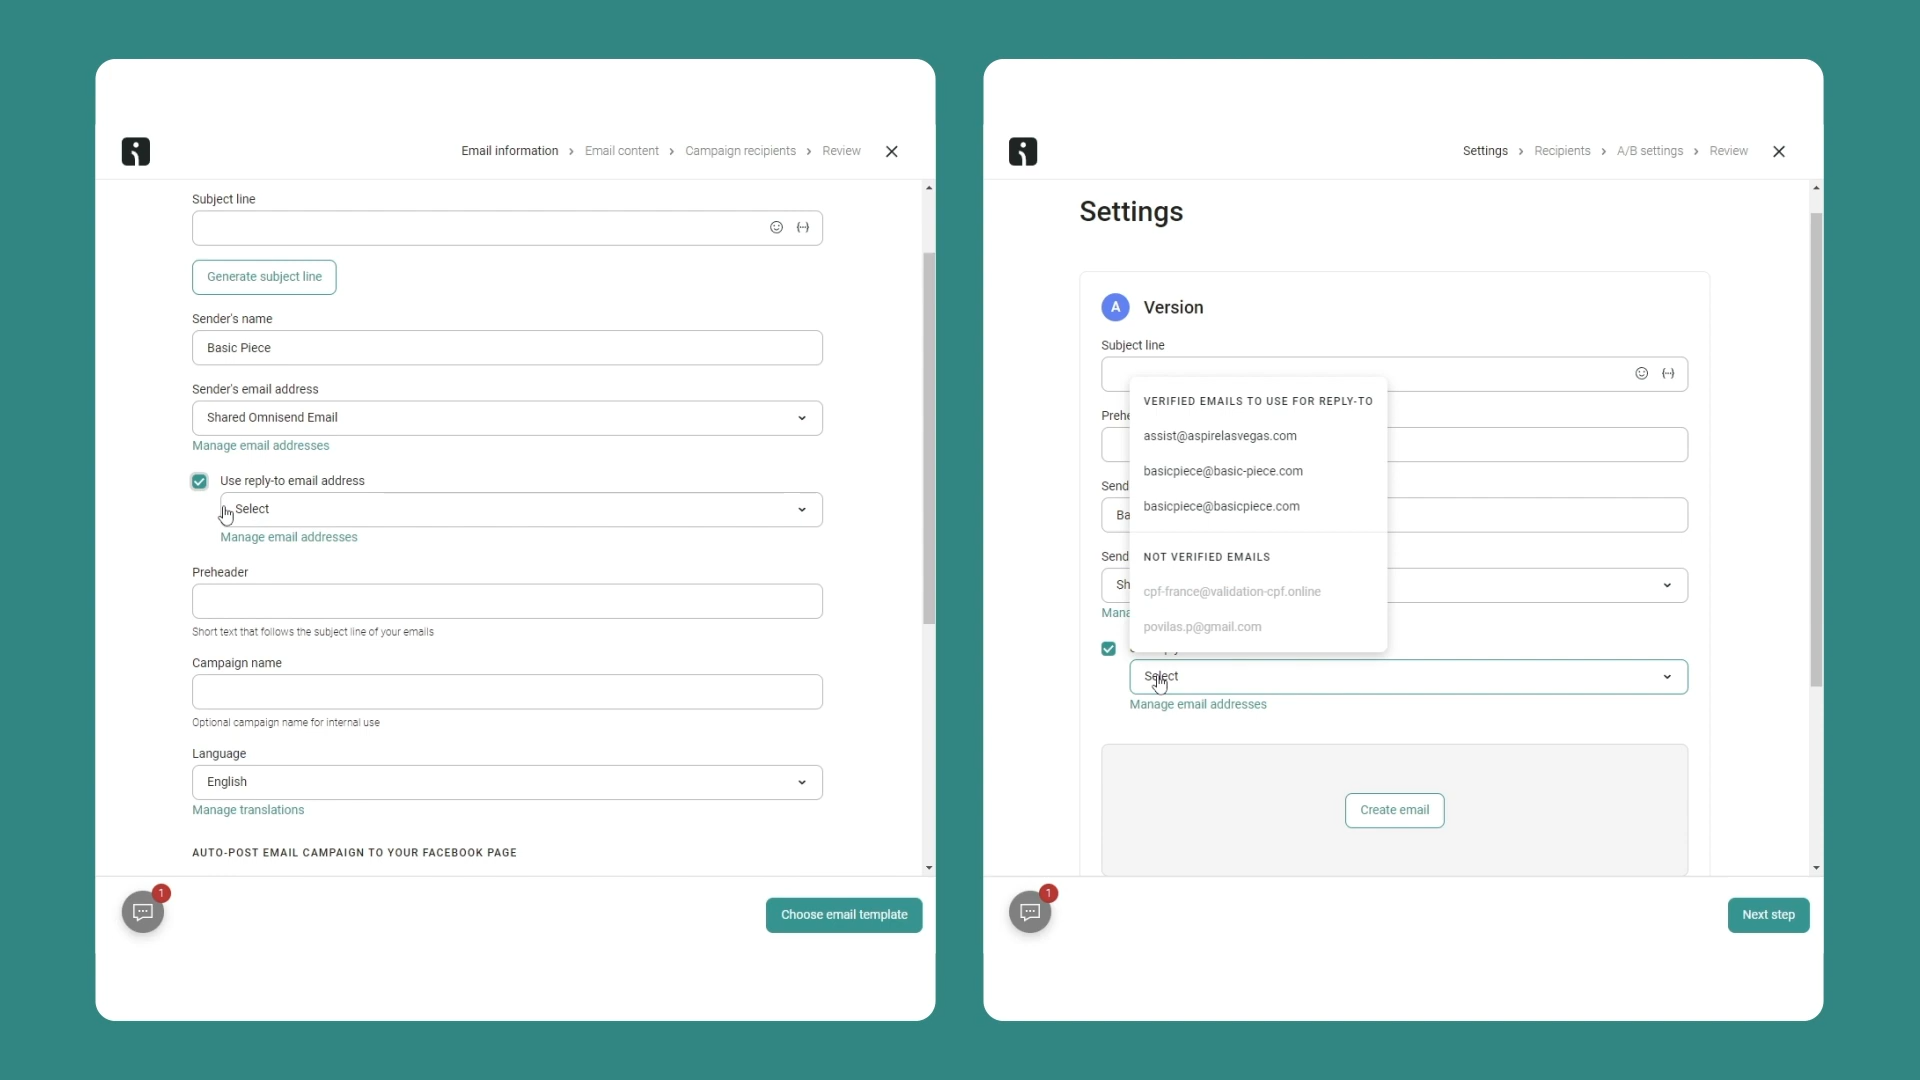 Email information > Email content > Campaign recipients > Review
Subject line
Generate subject line
Sender's name
Basic Piece
Sender's email address
Shared Omnisend Email
Manage email addresses
Use reply-to email address
Select
Manage email addresses
Preheader
Short text that follows the subject line of your emails
Campaign name
Optional campaign name for internal use
Language
English
Manage translations
AUTO-POST EMAIL CAMPAIGN TO YOUR FACEBOOK PAGE
1
Choose email template
Settings > Recipients > A/B settings > Review
Settings
A Version
Subject line
VERIFIED EMAILS TO USE FOR REPLY-TO
Prehe
assist@aspirelasvegas.com
basicpiece@basic-piece.com
Send
basicpiece@basicpiece.com
Ba
Send
NOT VERIFIED EMAILS
Sh
cpf-france@validation-cpf.online
Mana
povilas.p@gmail.com
Select
Manage email addresses
Create email
1
Next step